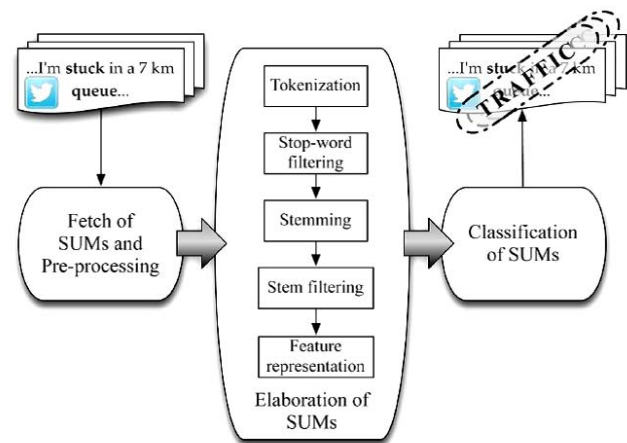 ...I'm stuck in a 7 km
queue...
Fetch of
SUMs and
Pre-processing
Tokenization
Stop-word
filtering
Stemming
Stem filtering
Feature
representation
Elaboration of
SUMs
...I'm stuck in a 7 km
queue...
TRAFFIC
Classification
of SUMs